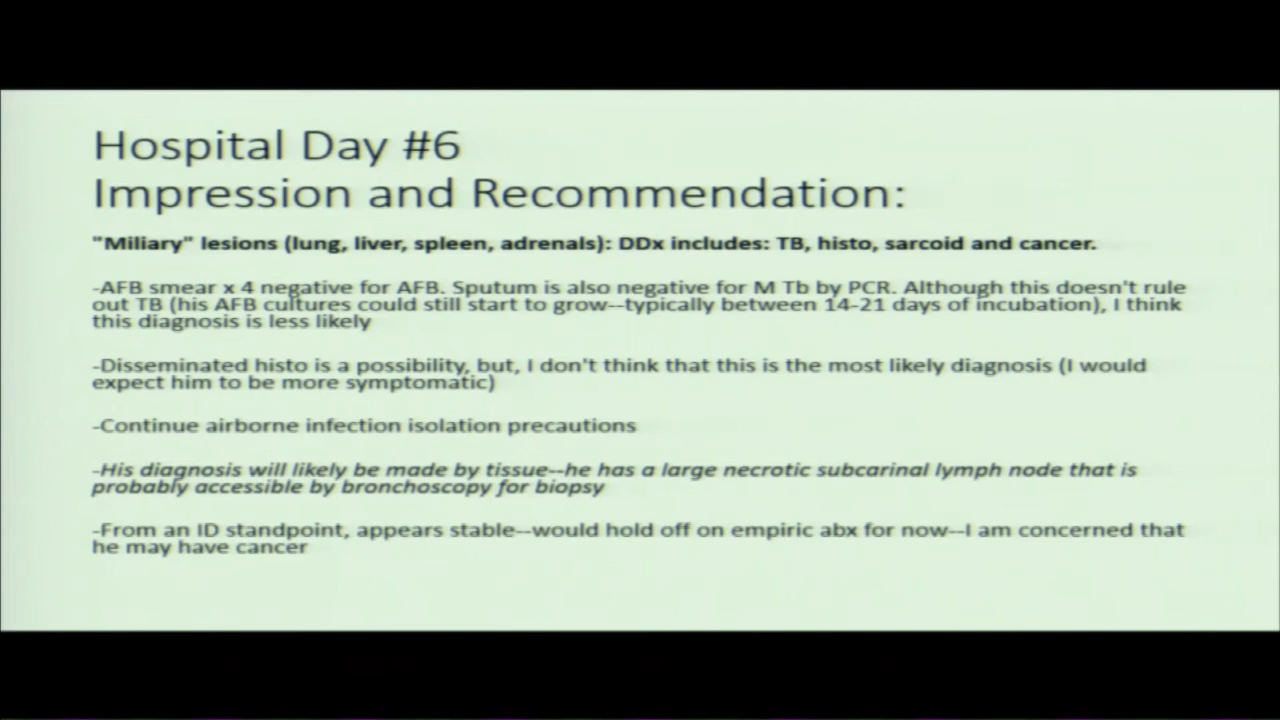 Hospital Day #6
Impression and Recommendation:
"Miliary" lesions (lung, liver, spleen, adrenals): DDx includes: TB, histo, sarcoid and cancer.
-AFB smear x 4 negative for AFB. Sputum is also negative for M Tb by PCR. Although this doesn't rule
out TB (his AFB cultures could still start to grow--typically between 14-21 days of incubation), I think
this diagnosis is less likely
-Disseminated histo is a possibility, but, I don't think that this is the most likely diagnosis (I would
expect him to be more symptomatic)
-Continue airborne infection isolation precautions
-His diagnosis will likely be made by tissue--he has a large necrotic subcarinal lymph node that is
probably accessible by bronchoscopy for biopsy
-From an ID standpoint, appears stable--would hold off on empiric abx for now--I am concerned that
he may have cancer